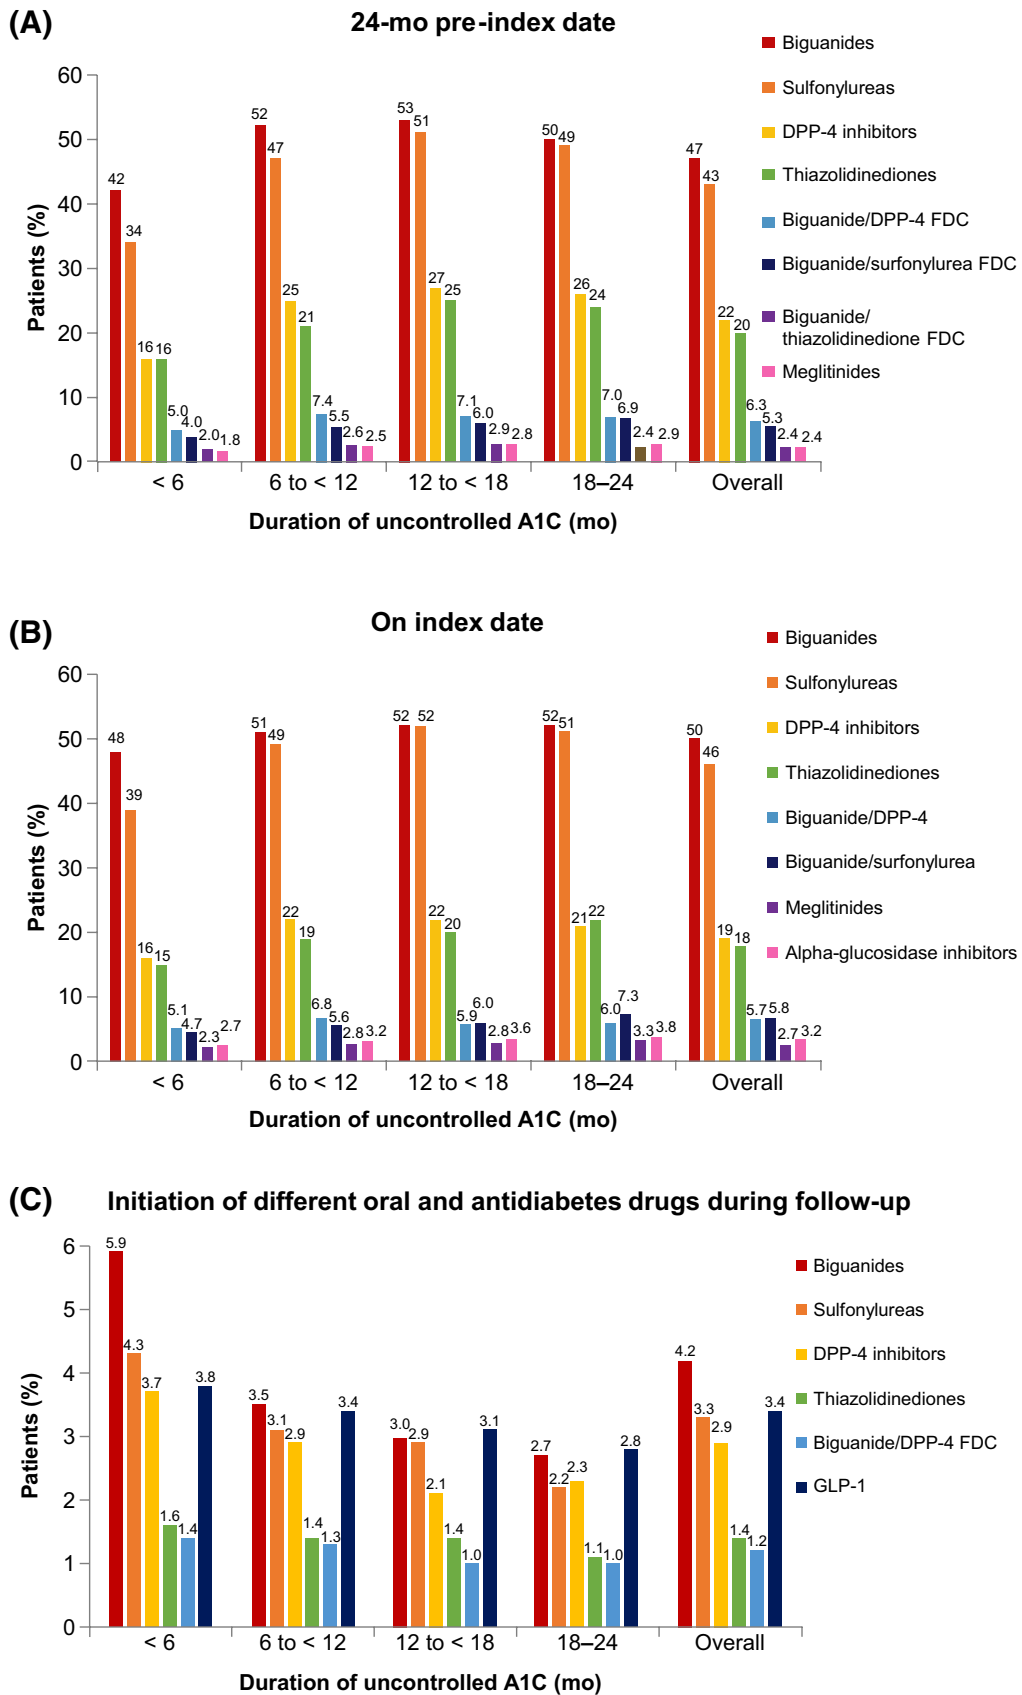 (A)
24-mo pre-index date
Biguanides
Sulfonylureas
DPP-4 inhibitors
Thiazolidinediones
Biguanide/DPP-4 FDC
Biguanide/surfonylurea FDC
Biguanide/
thiazolidinedione FDC
Meglitinides
Patients (%)
60
50
40
30
20
10
0
42 34 16 16 5.0 4.0 2.0 1.8
52 47 25 21 7.4 5.5 2.6 2.5
53 51 27 25 7.1 6.0 2.9 2.8
50 49 26 24 7.0 6.9 2.4 2.9
47 43 22 20 6.3 5.3 2.4 2.4
< 6 6 to < 12 12 to < 18 18–24 Overall
Duration of uncontrolled A1C (mo)
(B)
On index date
Biguanides
Sulfonylureas
DPP-4 inhibitors
Thiazolidinediones
Biguanide/DPP-4
Biguanide/surfonylurea
Meglitinides
Alpha-glucosidase inhibitors
Patients (%)
60
50
40
30
20
10
0
48 39 16 15 5.1 4.7 2.3 2.7
51 49 22 19 6.8 5.6 2.8 3.2
52 52 22 20 5.9 6.0 2.8 3.6
52 51 21 22 6.0 7.3 3.3 3.8
50 46 19 18 5.7 5.8 2.7 3.2
< 6 6 to < 12 12 to < 18 18–24 Overall
Duration of uncontrolled A1C (mo)
(C)
Initiation of different oral and antidiabetes drugs during follow-up
Biguanides
Sulfonylureas
DPP-4 inhibitors
Thiazolidinediones
Biguanide/DPP-4 FDC
GLP-1
Patients (%)
6
5
4
3
2
1
0
5.9 4.3 3.7 1.6 1.4 3.8
3.5 3.1 2.9 1.4 1.3 3.4
3.0 2.9 2.1 1.4 1.0 3.1
2.7 2.2 2.3 1.1 1.0 2.8
4.2 3.3 2.9 1.4 1.2 3.4
< 6 6 to < 12 12 to < 18 18–24 Overall
Duration of uncontrolled A1C (mo)